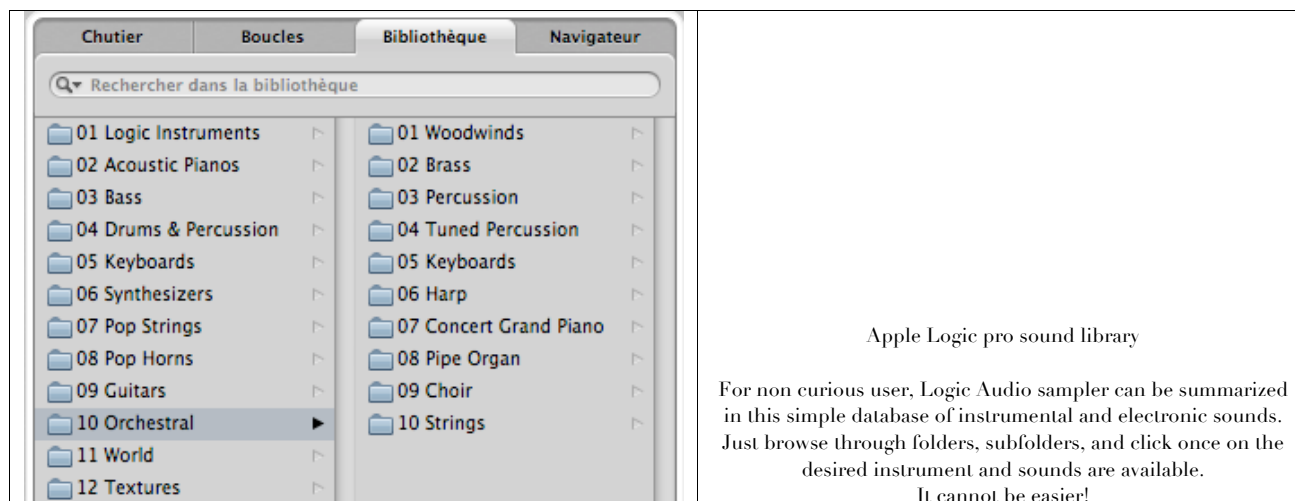 Chutier
Boucles
Bibliothèque
Navigateur
Rechercher dans la bibliothèque
01 Logic Instruments
02 Acoustic Pianos
03 Bass
04 Drums & Percussion
05 Keyboards
06 Synthesizers
07 Pop Strings
08 Pop Horns
09 Guitars
10 Orchestral
11 World
12 Textures
01 Woodwinds
02 Brass
03 Percussion
04 Tuned Percussion
05 Keyboards
06 Harp
07 Concert Grand Piano
08 Pipe Organ
09 Choir
10 Strings
Apple Logic pro sound library
For non curious user, Logic Audio sampler can be summarized
in this simple database of instrumental and electronic sounds.
Just browse through folders, subfolders, and click once on the
desired instrument and sounds are available.
It cannot be easier!